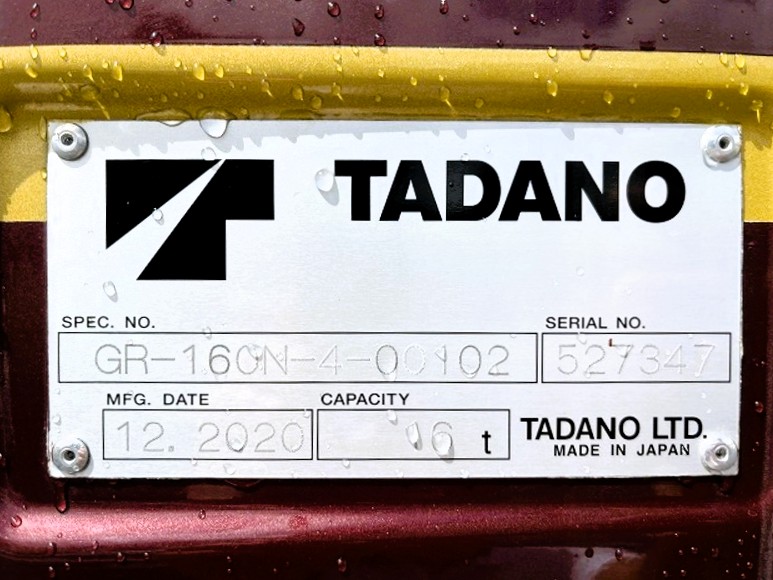 TADANO
SPEC. NO.
SERIAL NO.
GR-160N-4-00102
527347
MFG. DATE
CAPACITY
12. 2020
16 t
TADANO LTD.
MADE IN JAPAN